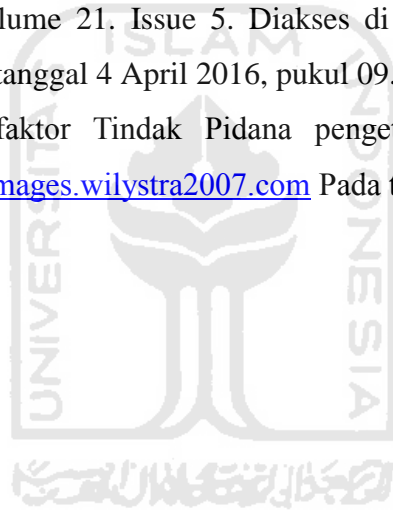 lume 21. Issue 5. Diakses di
tanggal 4 April 2016, pukul 09.
faktor Tindak Pidana penge
mages.wilystra2007.com Pada t
ISLAM
UNIVERSITAS
INDONESIA